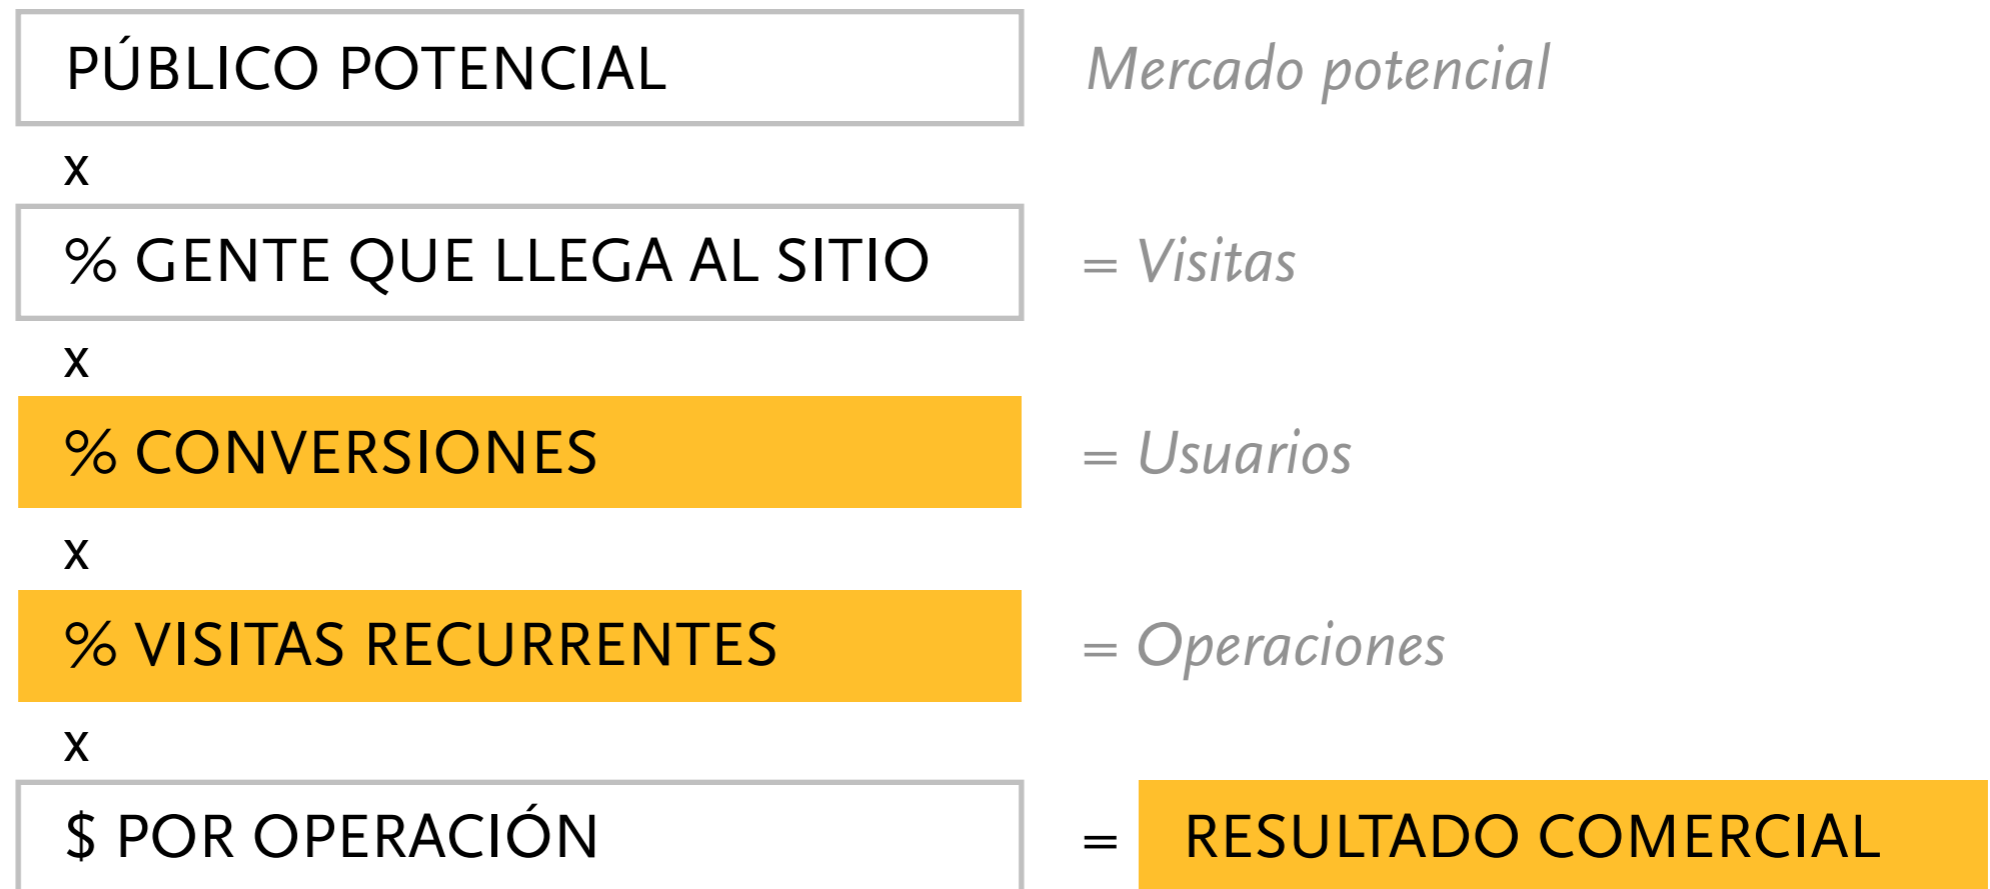 PÚBLICO POTENCIAL Mercado potencial
x
% GENTE QUE LLEGA AL SITIO = Visitas
x
% CONVERSIONES = Usuarios
x
% VISITAS RECURRENTES = Operaciones
x
$ POR OPERACIÓN = RESULTADO COMERCIAL